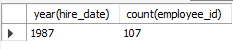 year(hire_date) count(employee_id)
1987 107